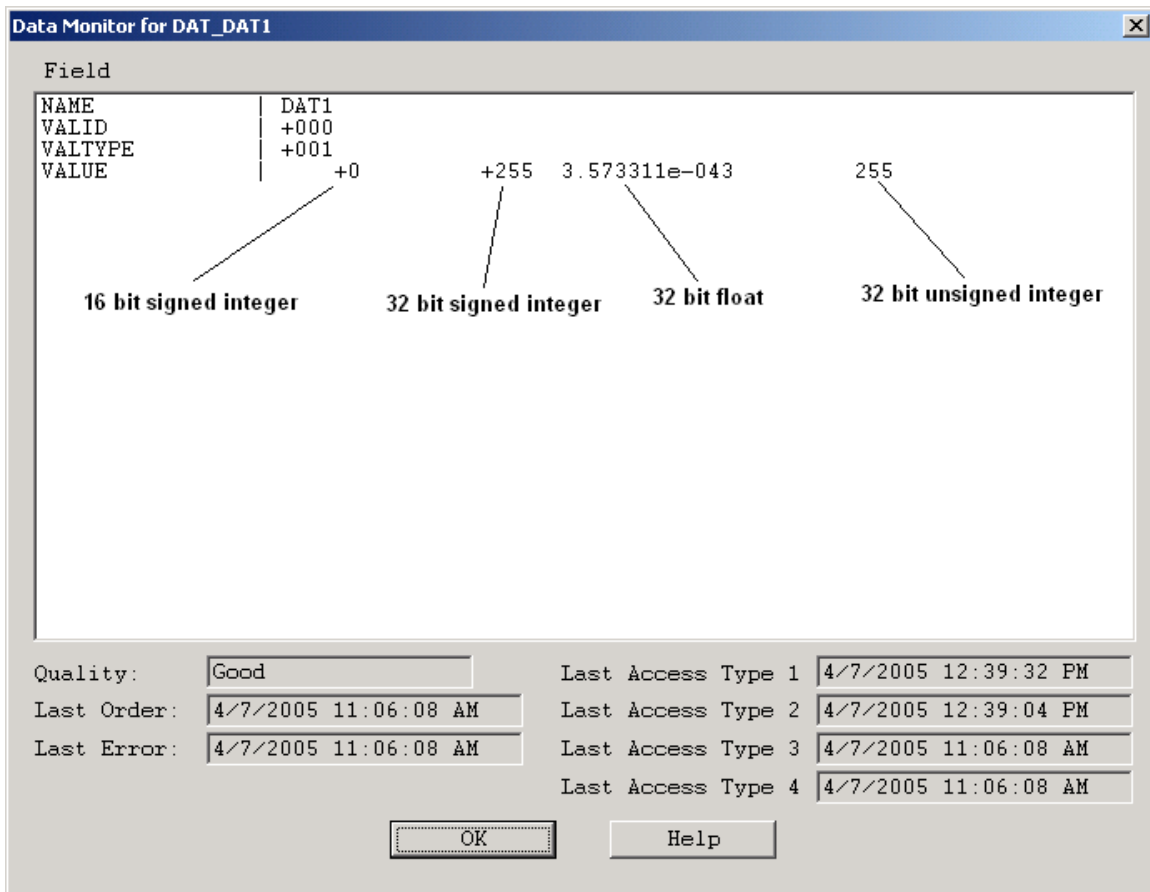 Data Monitor for DAT_DAT1
Field
NAME | DAT1
VALID | +000
VALTYPE | +001
VALUE | +0 +255 3.573311e-043 255
16 bit signed integer 32 bit signed integer 32 bit float 32 bit unsigned integer
Quality: Good
Last Order: 4/7/2005 11:06:08 AM
Last Error: 4/7/2005 11:06:08 AM
Last Access Type 1 4/7/2005 12:39:32 PM
Last Access Type 2 4/7/2005 12:39:04 PM
Last Access Type 3 4/7/2005 11:06:08 AM
Last Access Type 4 4/7/2005 11:06:08 AM
OK Help